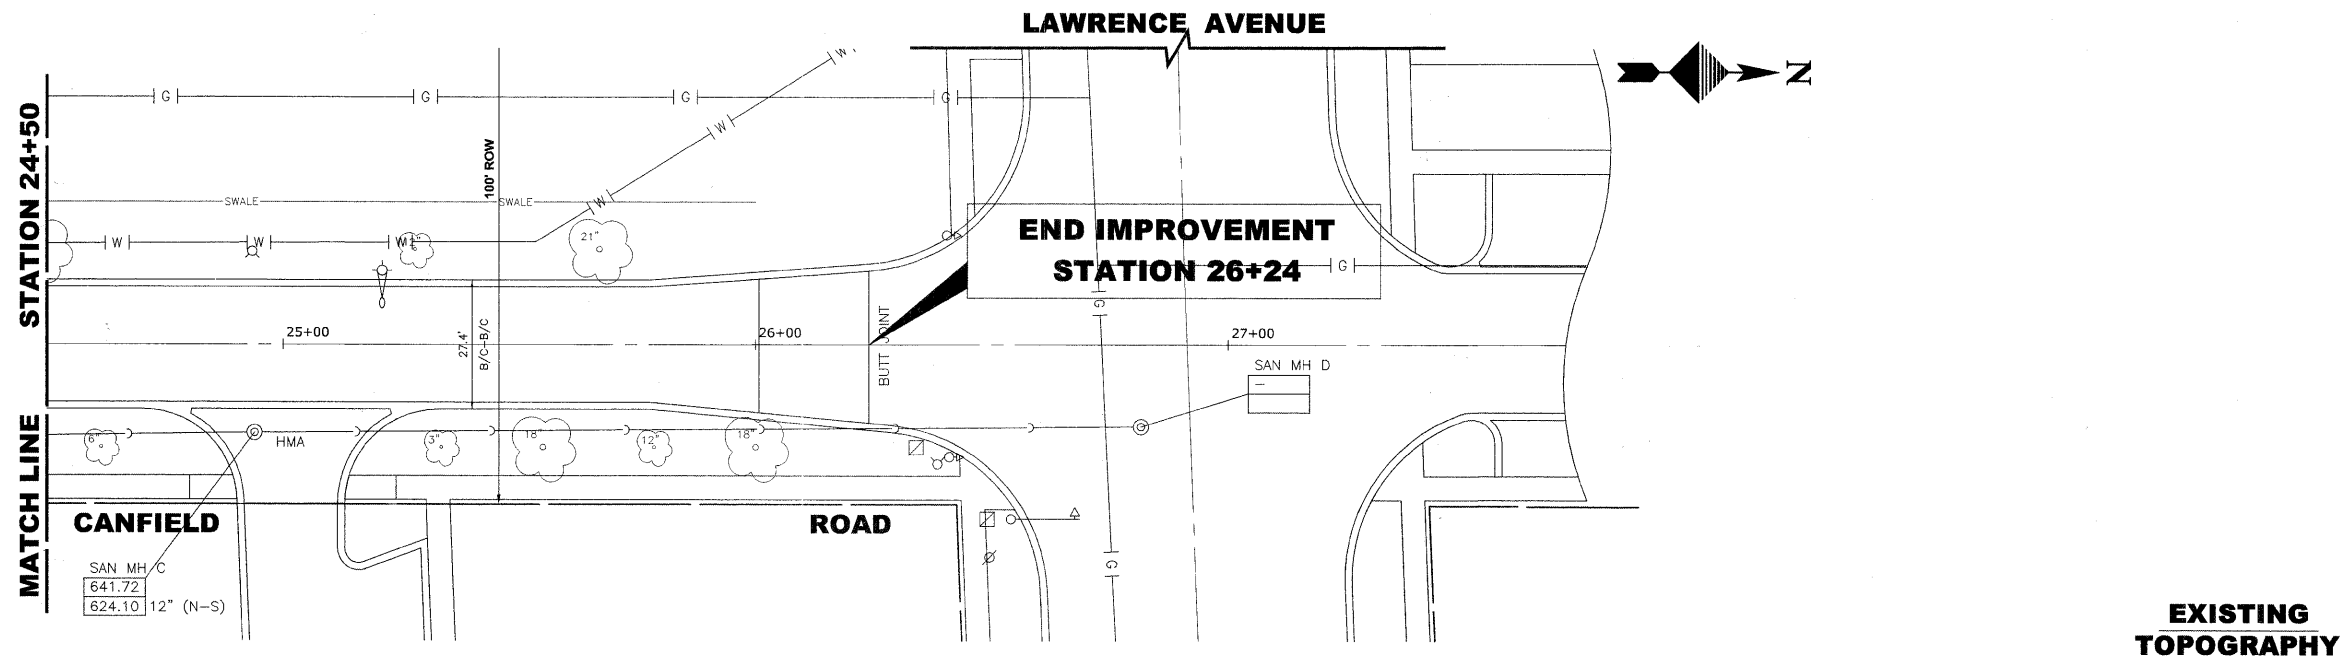 LAWRENCE AVENUE
N
STATION 24+50
MATCH LINE
G
G
G
G
W
W
W
W
100' ROW
SWALE
SWALE
W
W
W
12"
21"
END IMPROVEMENT
STATION 26+24
G
G
25+00
26+00
27+00
27.4'
B/C-B/C
BUTT JOINT
SAN MH D
–
6"
HMA
3"
18"
12"
18"
CANFIELD
ROAD
G
SAN MH C
641.72
624.10 12" (N-S)
EXISTING
TOPOGRAPHY